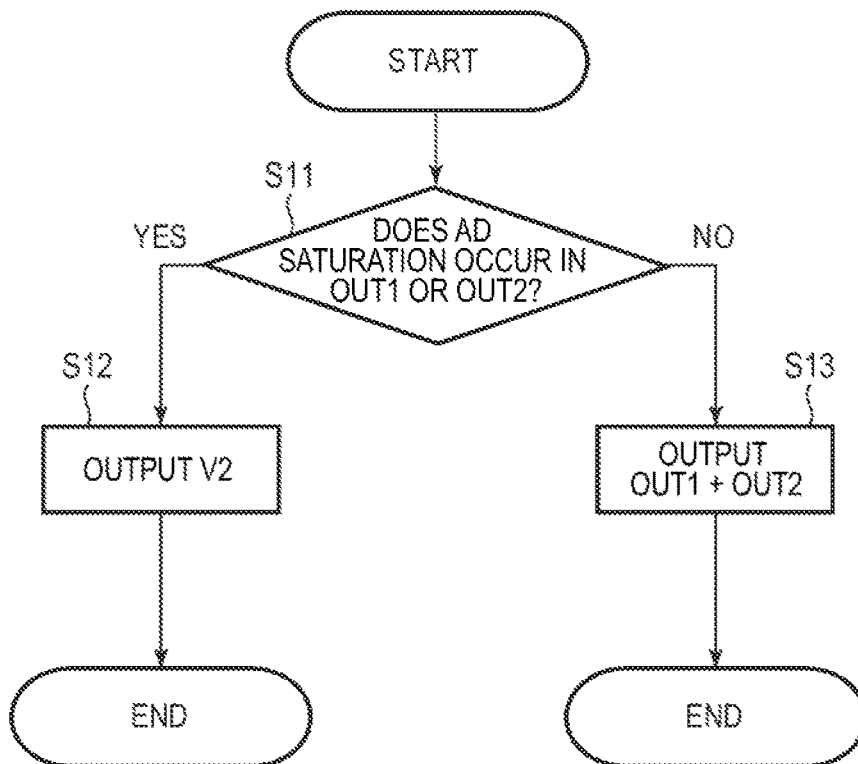 START
S11
YES
DOES AD
SATURATION OCCUR IN
OUT1 OR OUT2?
NO
S12
OUTPUT V2
S13
OUTPUT
OUT1 + OUT2
END
END